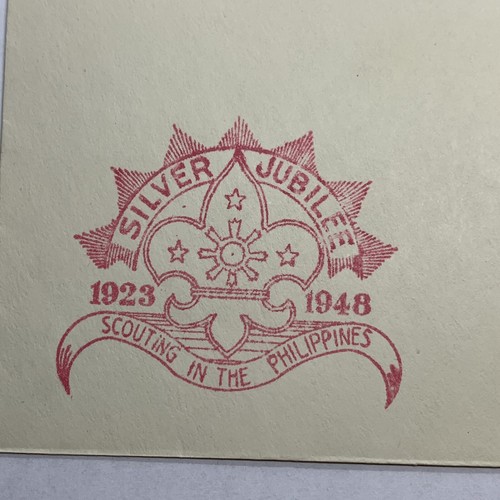 SILVER JUBILEE
1923 1948
SCOUTING IN THE PHILIPPINES